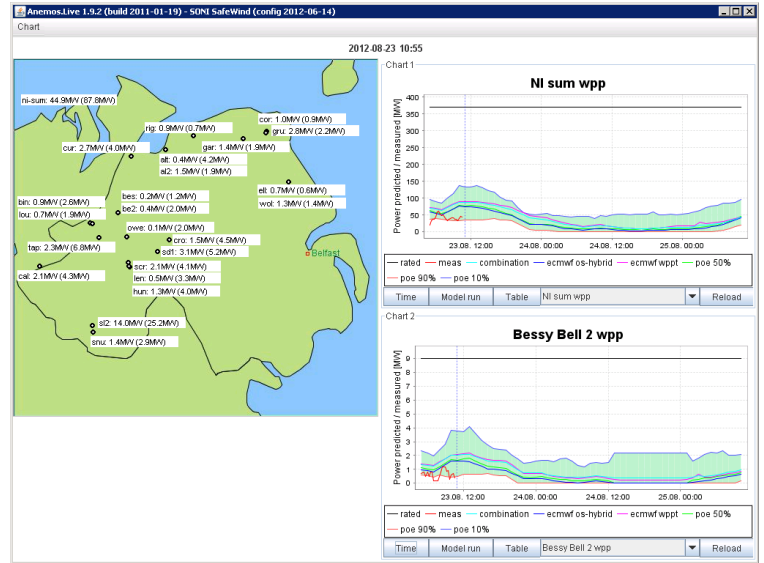 Anemos.Live 1.9.2 (build 2011-01-19) - SONI SafeWind (config 2012-06-14)
Chart
2012-08-23 10:55
ni-sum: 44.9MW (87.8MW)
cor: 1.0MW (0.9MW)
rig: 0.9MW (0.7MW)
gru: 2.8MW (2.2MW)
cur: 2.7MW (4.0MW)
gar: 1.4MW (1.9MW)
alt: 0.4MW (4.2MW)
al2: 1.5MW (1.9MW)
ell: 0.7MW (0.6MW)
wol: 1.3MW (1.4MW)
bes: 0.2MW (1.2MW)
be2: 0.4MW (2.0MW)
bin: 0.9MW (2.6MW)
lou: 0.7MW (1.9MW)
owe: 0.1MW (2.0MW)
cro: 1.5MW (4.5MW)
tap: 2.3MW (6.8MW)
sd1: 3.1MW (5.2MW)
Belfast
scr: 2.1MW (4.1MW)
cal: 2.1MW (4.3MW)
len: 0.5MW (3.3MW)
hun: 1.3MW (4.0MW)
sl2: 14.0MW (25.2MW)
snu: 1.4MW (2.9MW)
Chart 1
NI sum wpp
Power predicted / measured [MW]
400
350
300
250
200
150
100
50
0
23.08. 12:00 24.08. 00:00 24.08. 12:00 25.08. 00:00
rated meas combination ecmwf os-hybrid ecmwf wppt poe 50%
poe 90% poe 10%
Time Model run Table NI sum wpp Reload
Chart 2
Bessy Bell 2 wpp
Power predicted / measured [MW]
9
8
7
6
5
4
3
2
1
0
23.08. 12:00 24.08. 00:00 24.08. 12:00 25.08. 00:00
rated meas combination ecmwf os-hybrid ecmwf wppt poe 50%
poe 90% poe 10%
Time Model run Table Bessy Bell 2 wpp Reload